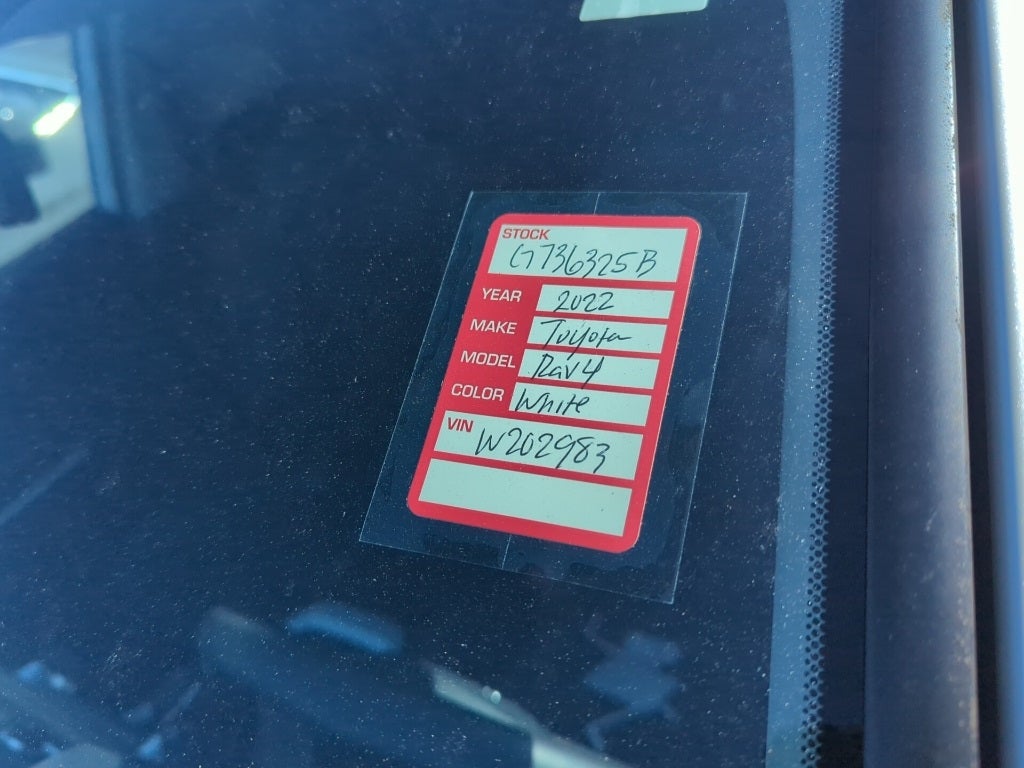 STOCK
G736325B
YEAR 2022
MAKE Toyota
MODEL Rav4
COLOR White
VIN
W202983